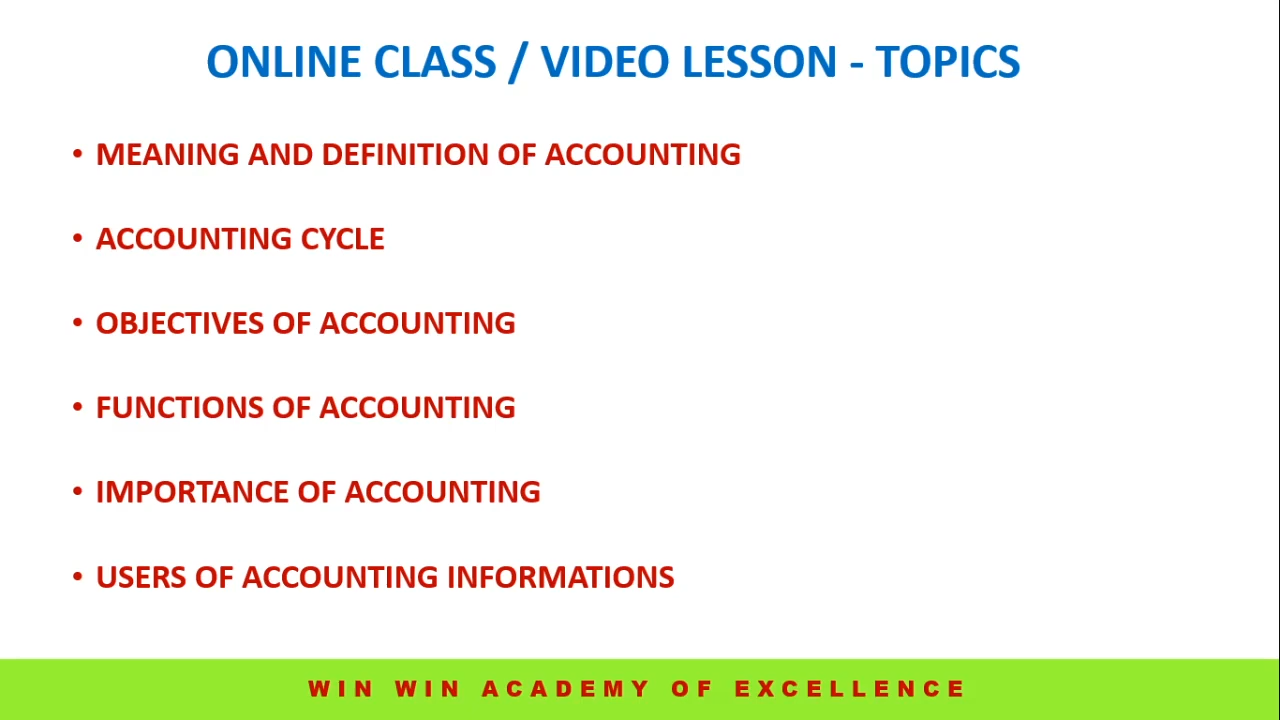 ONLINE CLASS / VIDEO LESSON - TOPICS
• MEANING AND DEFINITION OF ACCOUNTING
• ACCOUNTING CYCLE
• OBJECTIVES OF ACCOUNTING
• FUNCTIONS OF ACCOUNTING
• IMPORTANCE OF ACCOUNTING
• USERS OF ACCOUNTING INFORMATIONS
WIN WIN ACADEMY OF EXCELLENCE